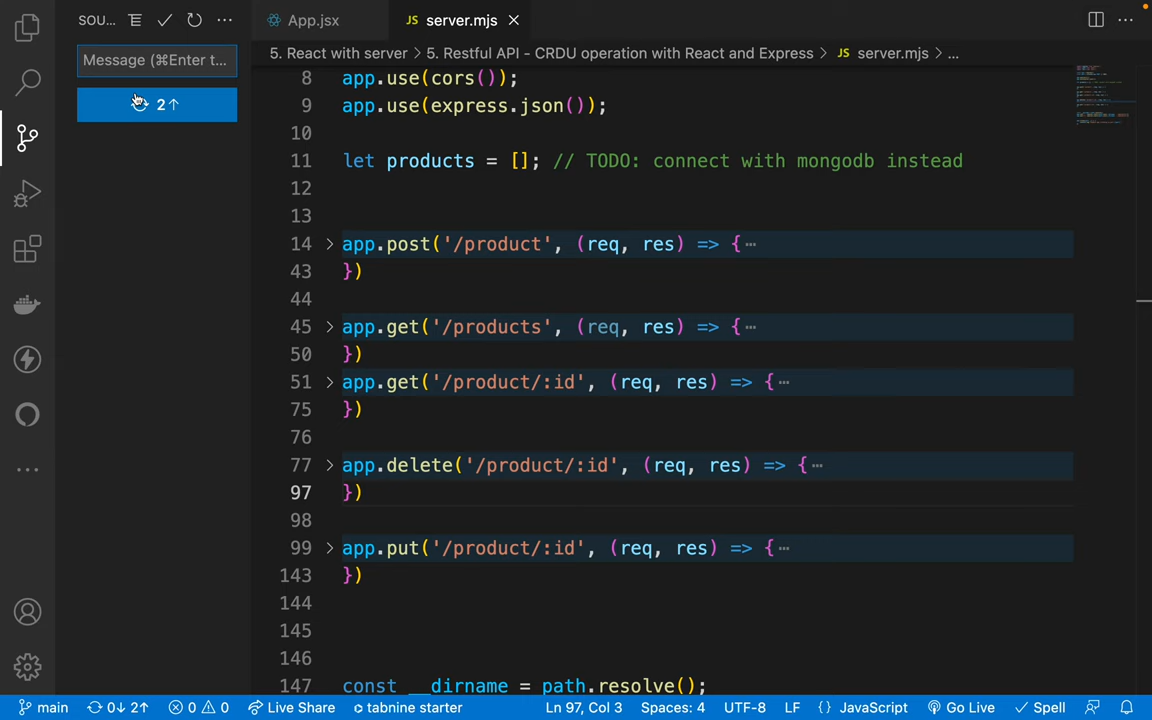 SOU...
App.jsx
JS server.mjs
Message (⌘Enter t...
2↑
5. React with server > 5. Restful API - CRDU operation with React and Express > JS server.mjs > ...
8 app.use(cors());
9 app.use(express.json());
10
11 let products = []; // TODO: connect with mongodb instead
12
13
14 app.post('/product', (req, res) => {⋯
43 })
44
45 app.get('/products', (req, res) => {⋯
50 })
51 app.get('/product/:id', (req, res) => {⋯
75 })
76
77 app.delete('/product/:id', (req, res) => {⋯
97 })
98
99 app.put('/product/:id', (req, res) => {⋯
143 })
144
145
146
147 const __dirname = path.resolve();
main 0↓ 2↑ 0 0 Live Share tabnine starter Ln 97, Col 3 Spaces: 4 UTF-8 LF {} JavaScript Go Live Spell